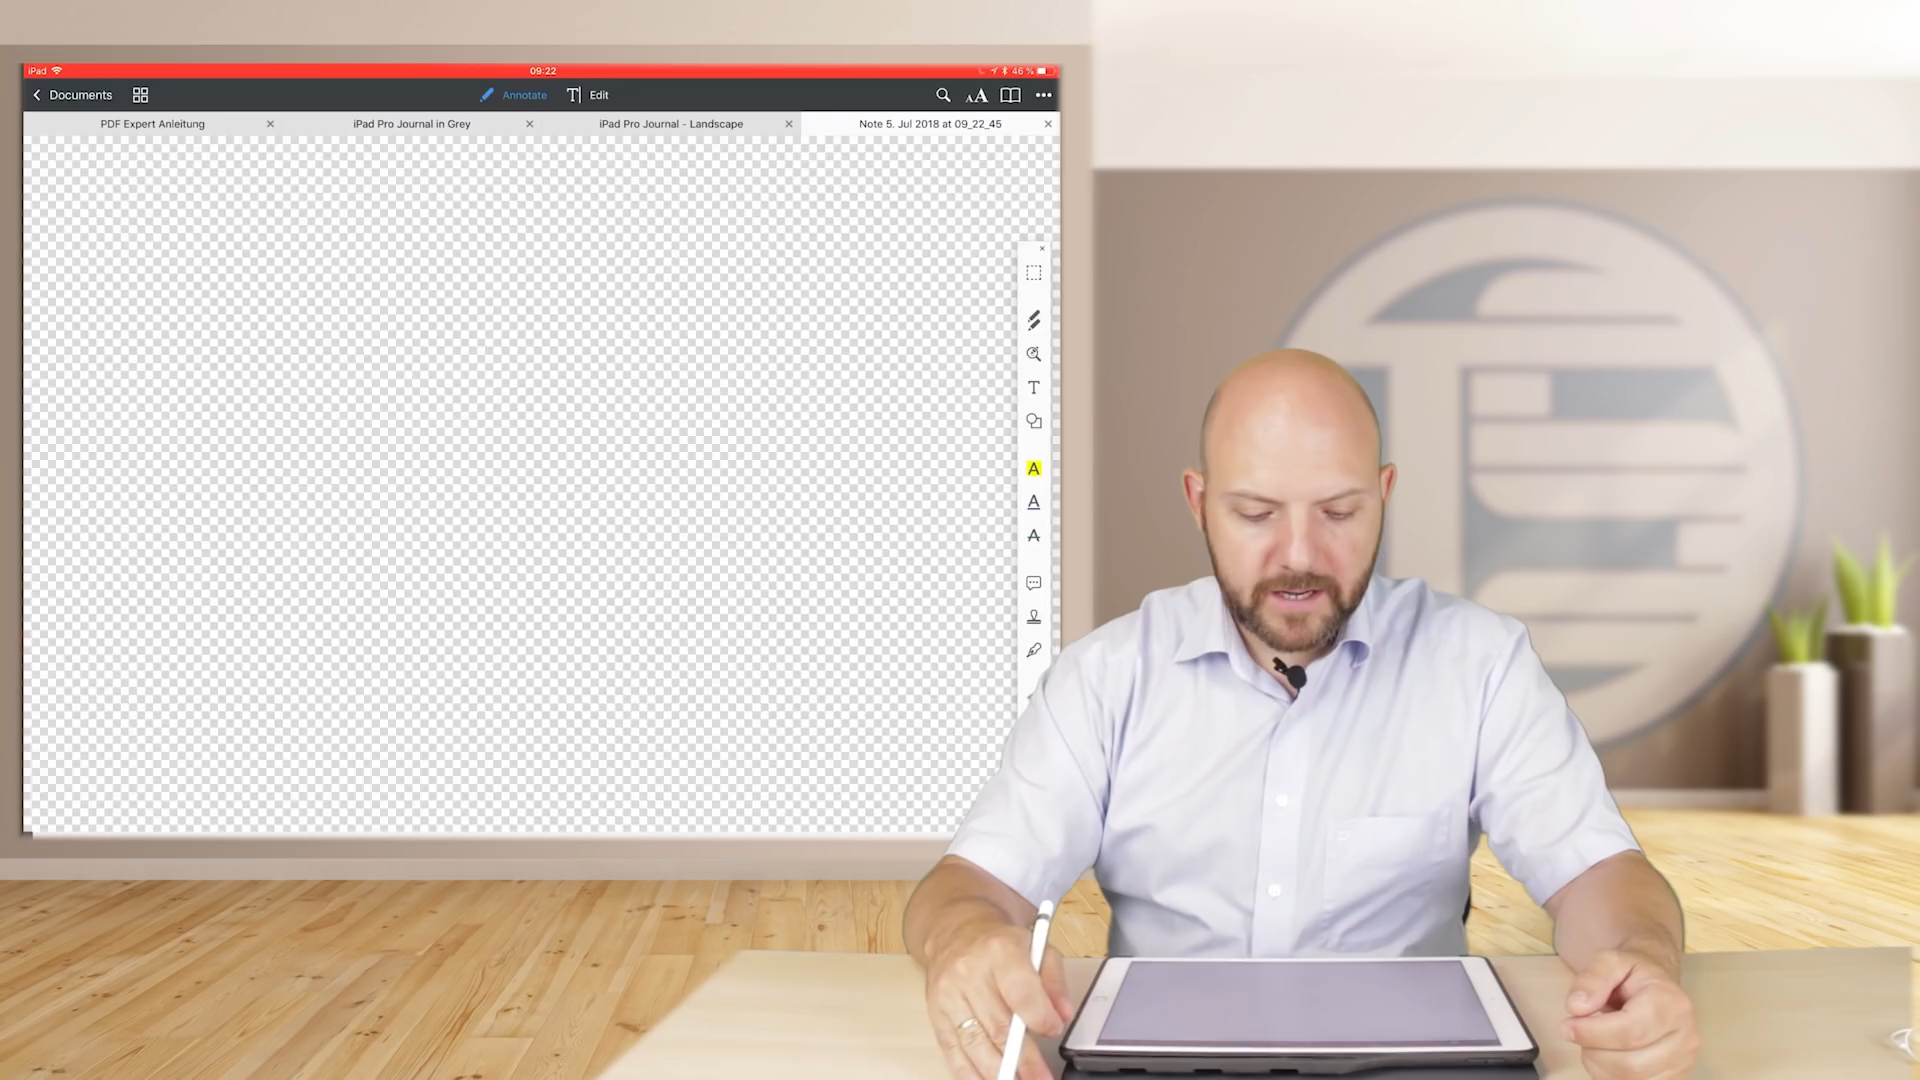 iPad 09:22 46 %
Documents Annotate T Edit AA
PDF Expert Anleitung iPad Pro Journal in Grey iPad Pro Journal - Landscape Note 5. Jul 2018 at 09_22_45
T
A
A
A